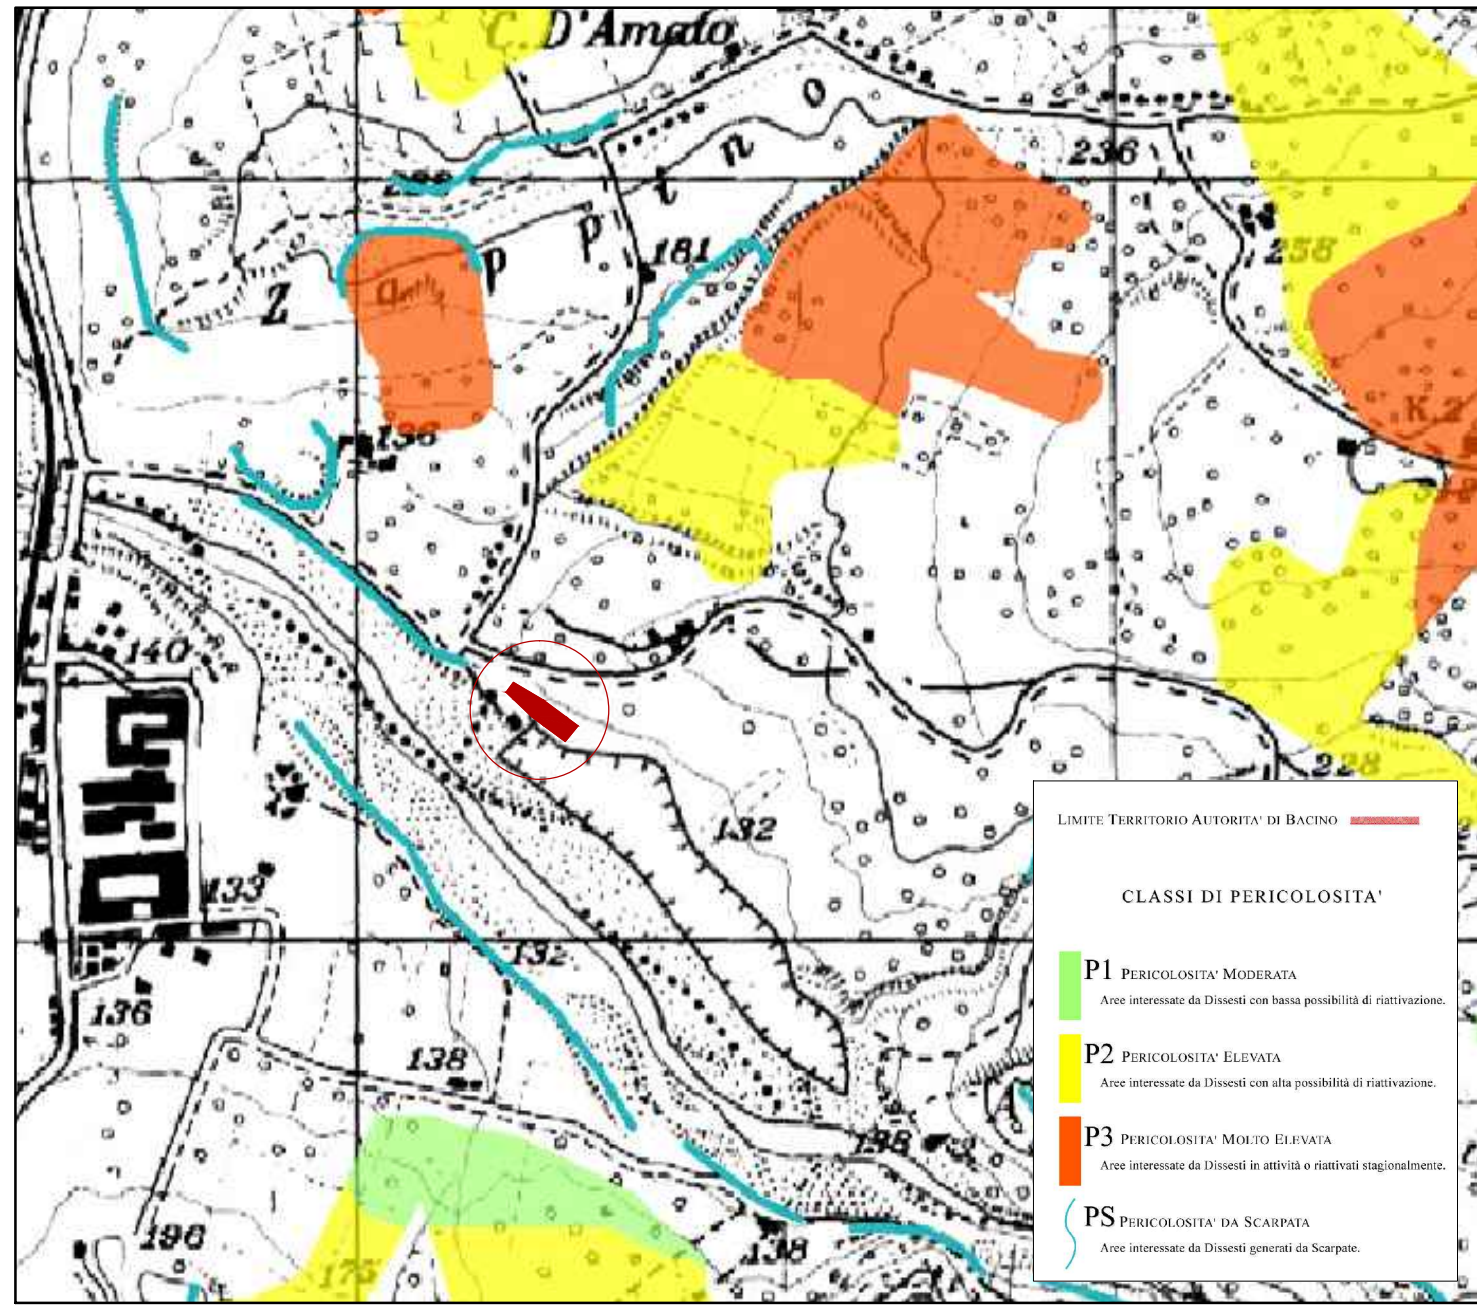 C. D'Amato
o
n
t
236
181
P
P
238
Z
136
K.2
140
228
132
133
132
136
138
138
138
196
175
LIMITE TERRITORIO AUTORITA' DI BACINO
CLASSI DI PERICOLOSITA'
P1 PERICOLOSITA' MODERATA
Aree interessate da Dissesti con bassa possibilità di riattivazione.
P2 PERICOLOSITA' ELEVATA
Aree interessate da Dissesti con alta possibilità di riattivazione.
P3 PERICOLOSITA' MOLTO ELEVATA
Aree interessate da Dissesti in attività o riattivati stagionalmente.
PS PERICOLOSITA' DA SCARPATA
Aree interessate da Dissesti generati da Scarpate.